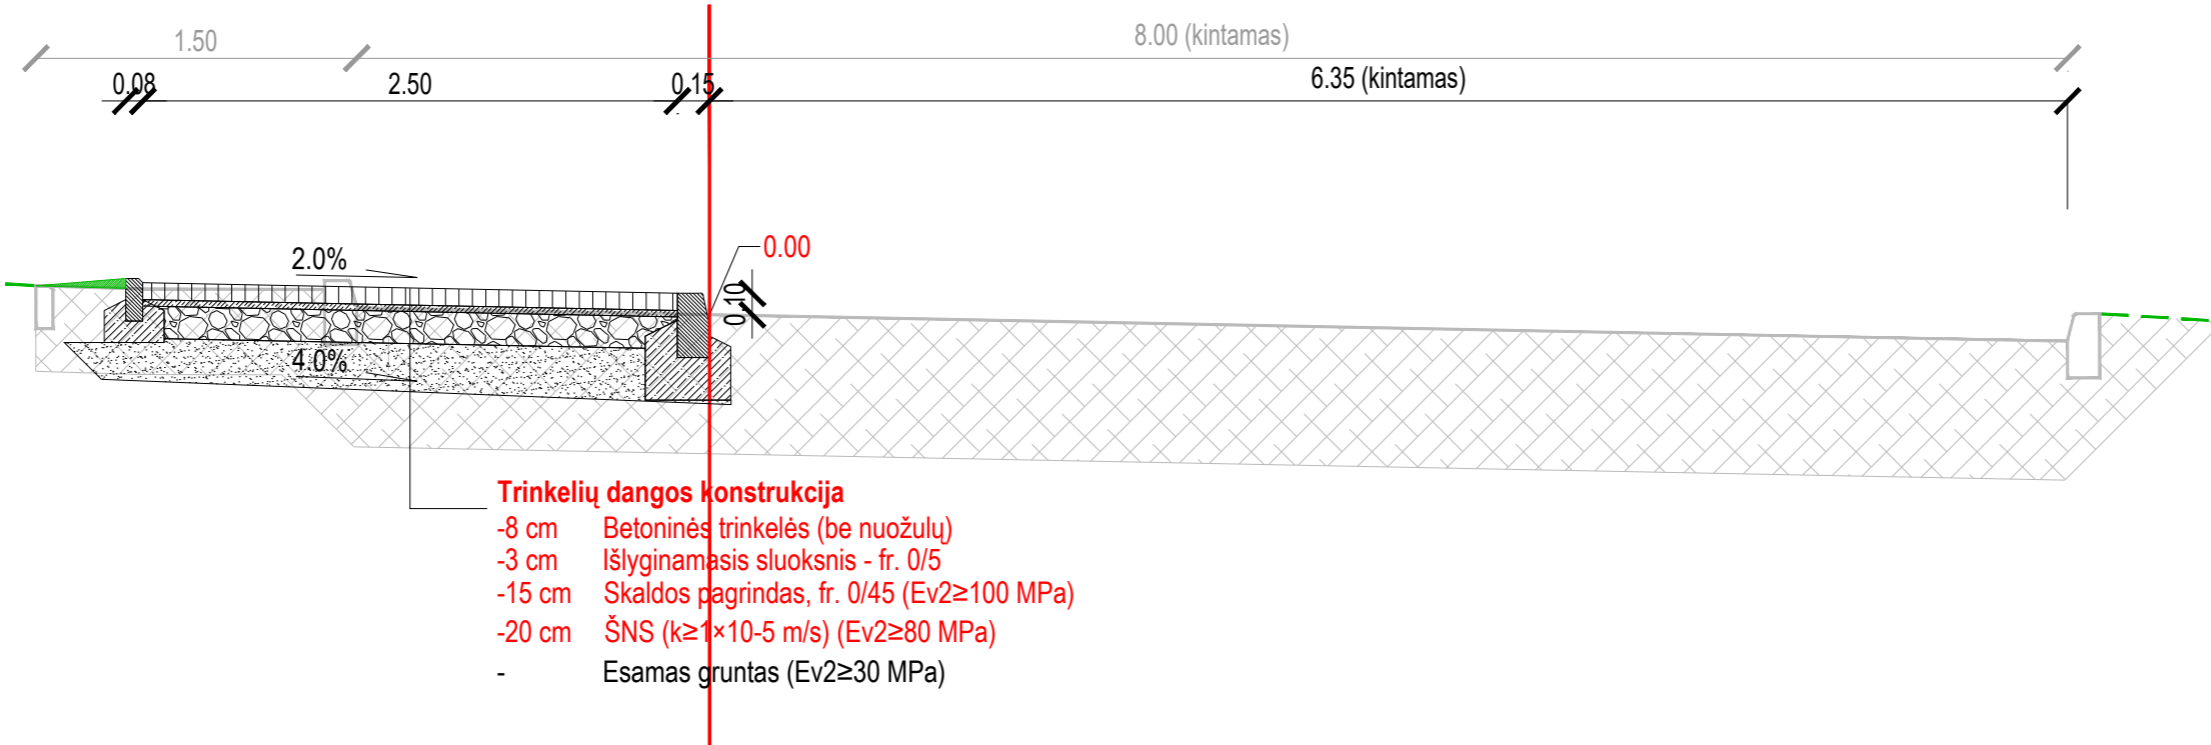 1.50
8.00 (kintamas)
0.08
2.50
0.15
6.35 (kintamas)
2.0%
0.00
0.10
4.0%
Trinkelių dangos konstrukcija
-8 cm Betoninės trinkelės (be nuožulų)
-3 cm Išlyginamasis sluoksnis - fr. 0/5
-15 cm Skaldos pagrindas, fr. 0/45 (Ev2≥100 MPa)
-20 cm ŠNS (k≥1×10-5 m/s) (Ev2≥80 MPa)
- Esamas gruntas (Ev2≥30 MPa)